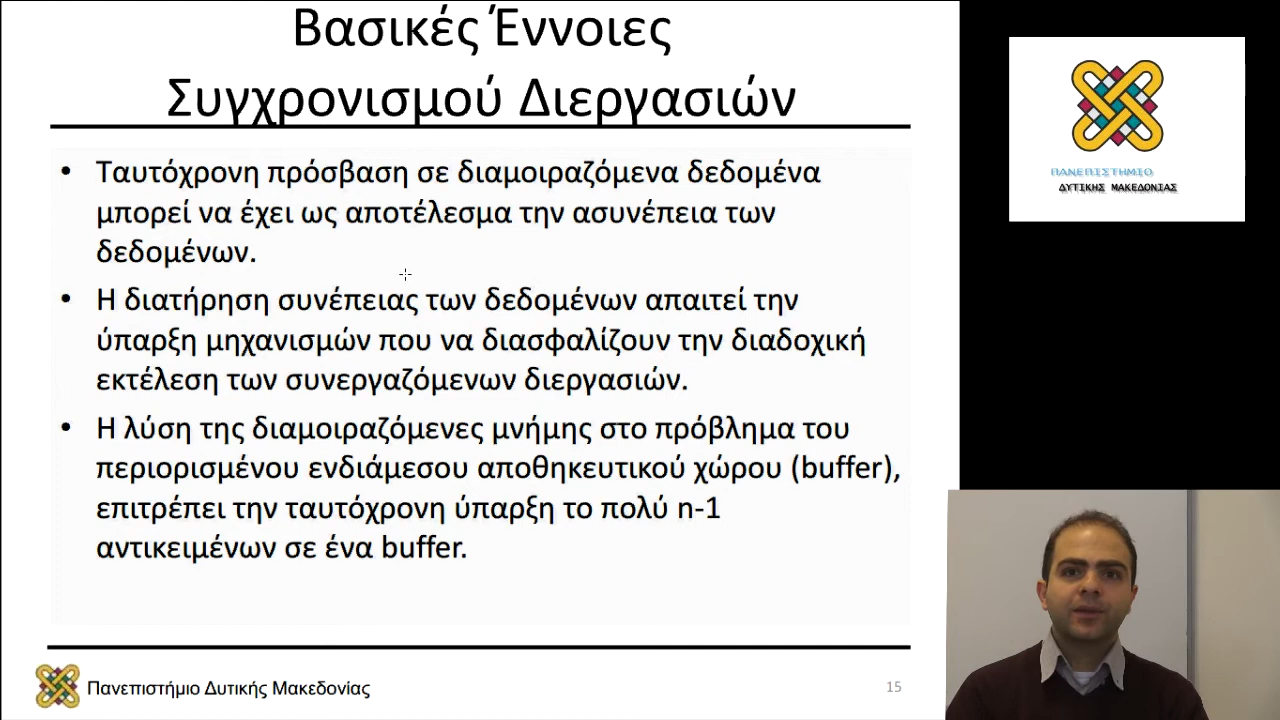 Βασικές Έννοιες
Συγχρονισμού Διεργασιών
• Ταυτόχρονη πρόσβαση σε διαμοιραζόμενα δεδομένα
μπορεί να έχει ως αποτέλεσμα την ασυνέπεια των
δεδομένων.
• Η διατήρηση συνέπειας των δεδομένων απαιτεί την
ύπαρξη μηχανισμών που να διασφαλίζουν την διαδοχική
εκτέλεση των συνεργαζόμενων διεργασιών.
• Η λύση της διαμοιραζόμενες μνήμης στο πρόβλημα του
περιορισμένου ενδιάμεσου αποθηκευτικού χώρου (buffer),
επιτρέπει την ταυτόχρονη ύπαρξη το πολύ n-1
αντικειμένων σε ένα buffer.
Πανεπιστήμιο Δυτικής Μακεδονίας
15
ΠΑΝΕΠΙΣΤΗΜΙΟ
ΔΥΤΙΚΗΣ ΜΑΚΕΔΟΝΙΑΣ